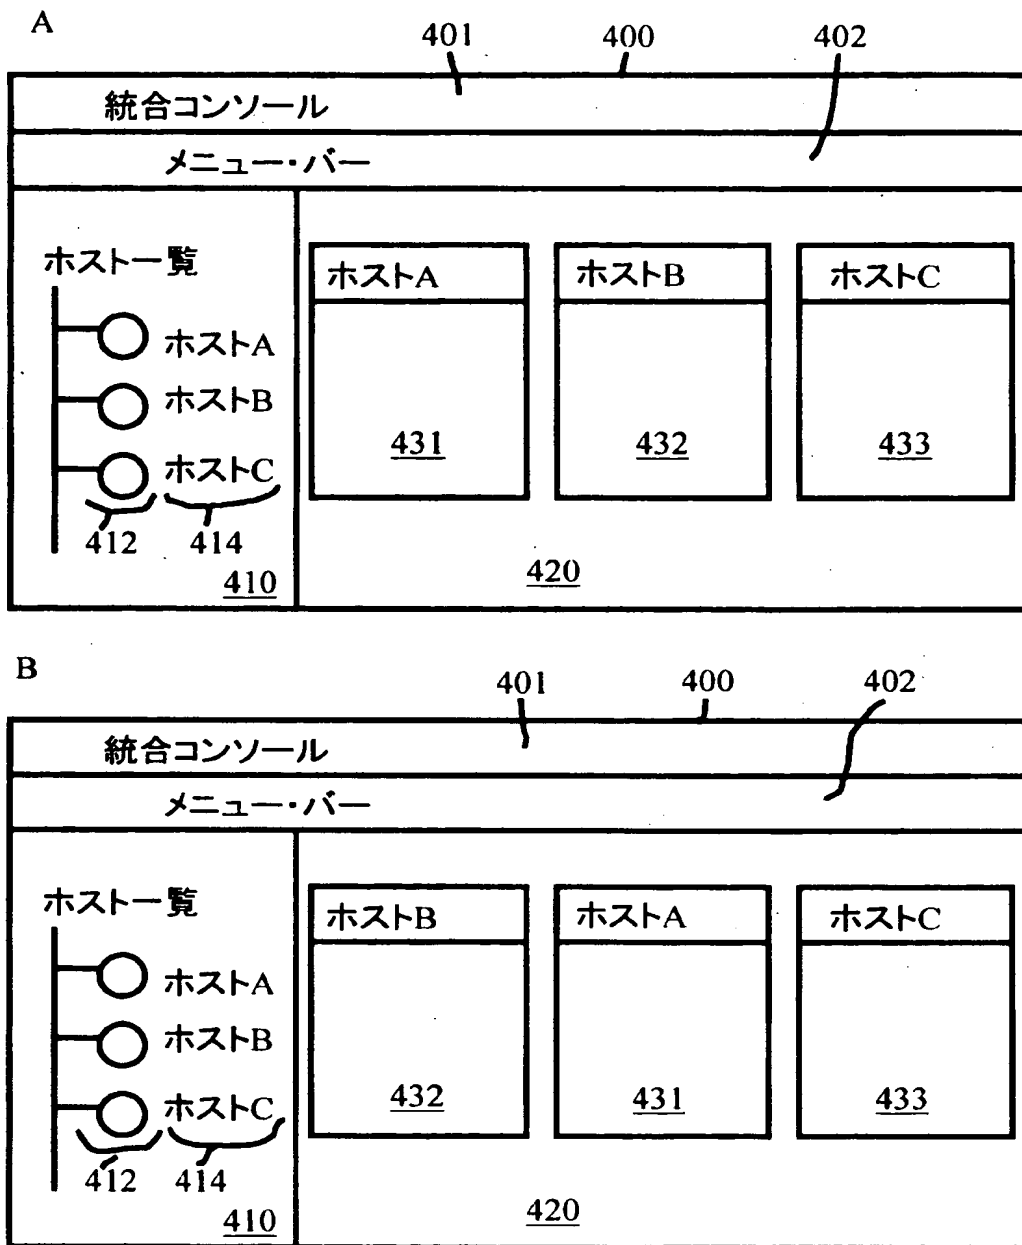 A
401 400 402
統合コンソール
メニュー・バー
ホスト一覧
ホストA
ホストB
ホストC
412 414
410
ホストA ホストB ホストC
431 432 433
420
B
401 400 402
統合コンソール
メニュー・バー
ホスト一覧
ホストA
ホストB
ホストC
412 414
410
ホストB ホストA ホストC
432 431 433
420